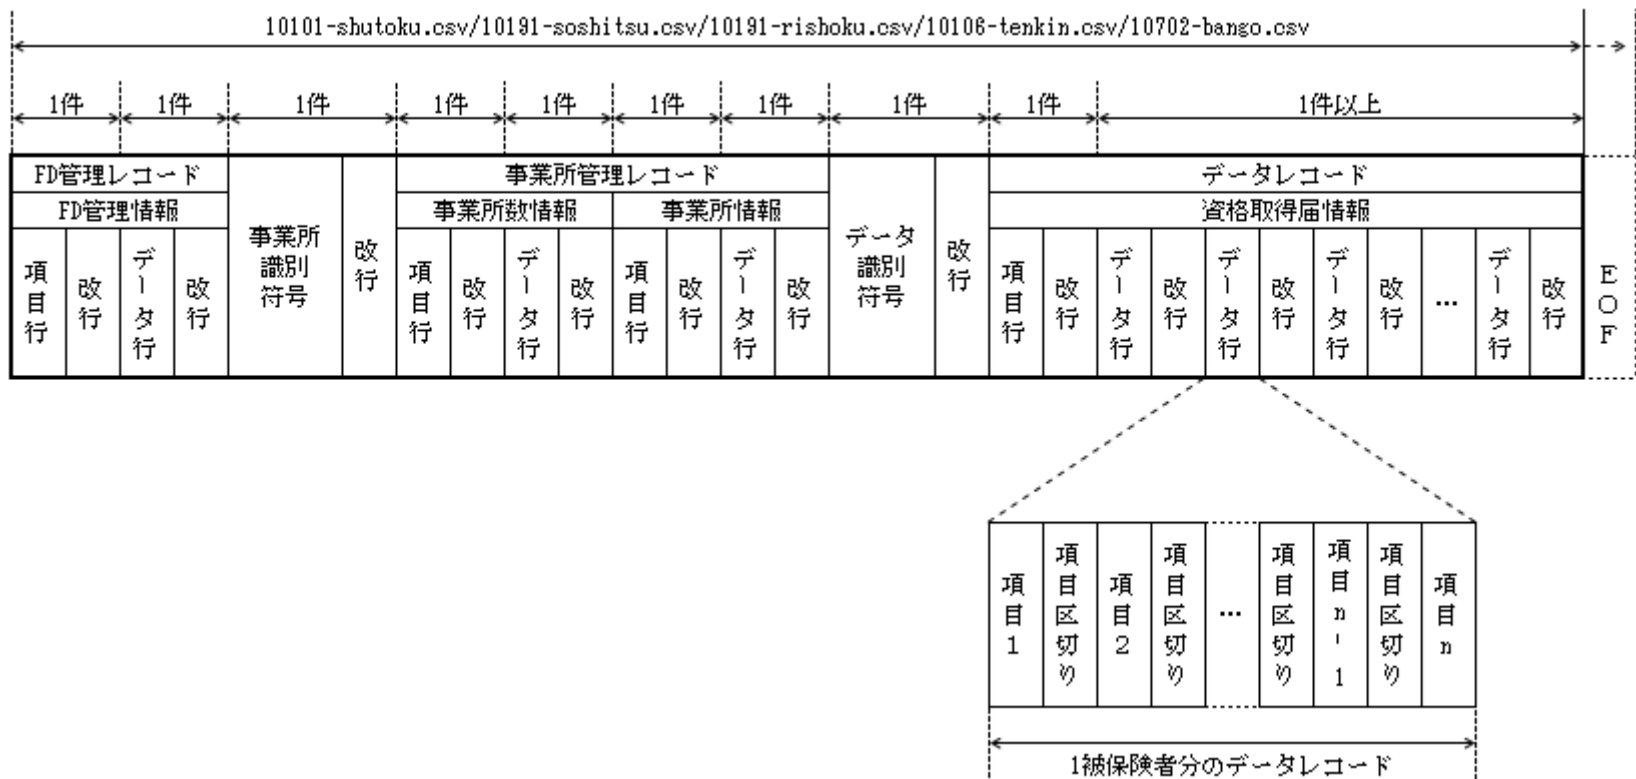 10101-shutoku.csv/10191-soshitsu.csv/10191-rishoku.csv/10106-tenkin.csv/10702-bango.csv
1件
1件
1件
1件
1件
1件
1件
1件
1件
1件以上
FD管理レコード
事業所管理レコード
データレコード
FD管理情報
事業所数情報
事業所情報
資格取得届情報
項目行
改行
データ行
改行
事業所
識別
符号
改行
項目行
改行
データ行
改行
項目行
改行
データ行
改行
データ
識別
符号
改行
項目行
改行
データ行
改行
データ行
改行
データ行
改行
…
データ行
改行
EOF
項目1
項目区切り
項目2
項目区切り
…
項目区切り
項目n-1
項目区切り
項目n
1被保険者分のデータレコード